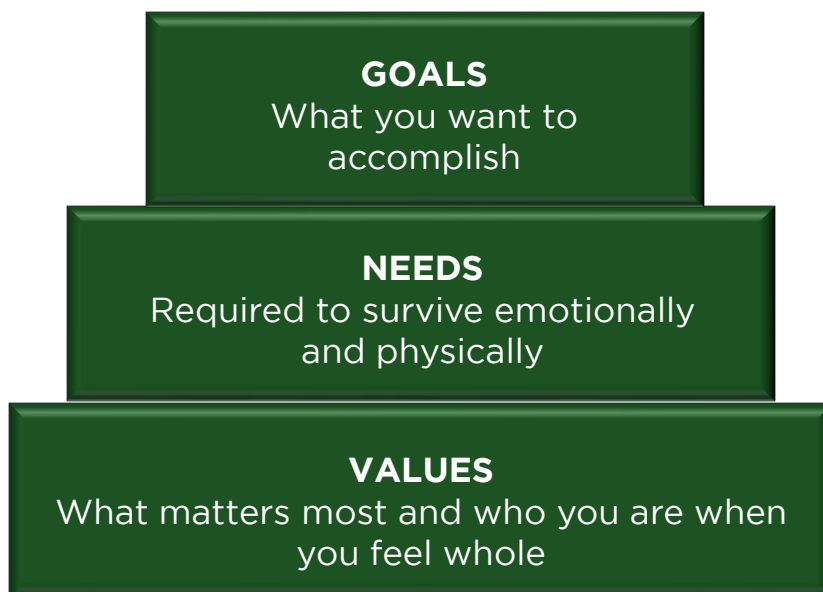 GOALS
What you want to
accomplish
NEEDS
Required to survive emotionally
and physically
VALUES
What matters most and who you are when
you feel whole